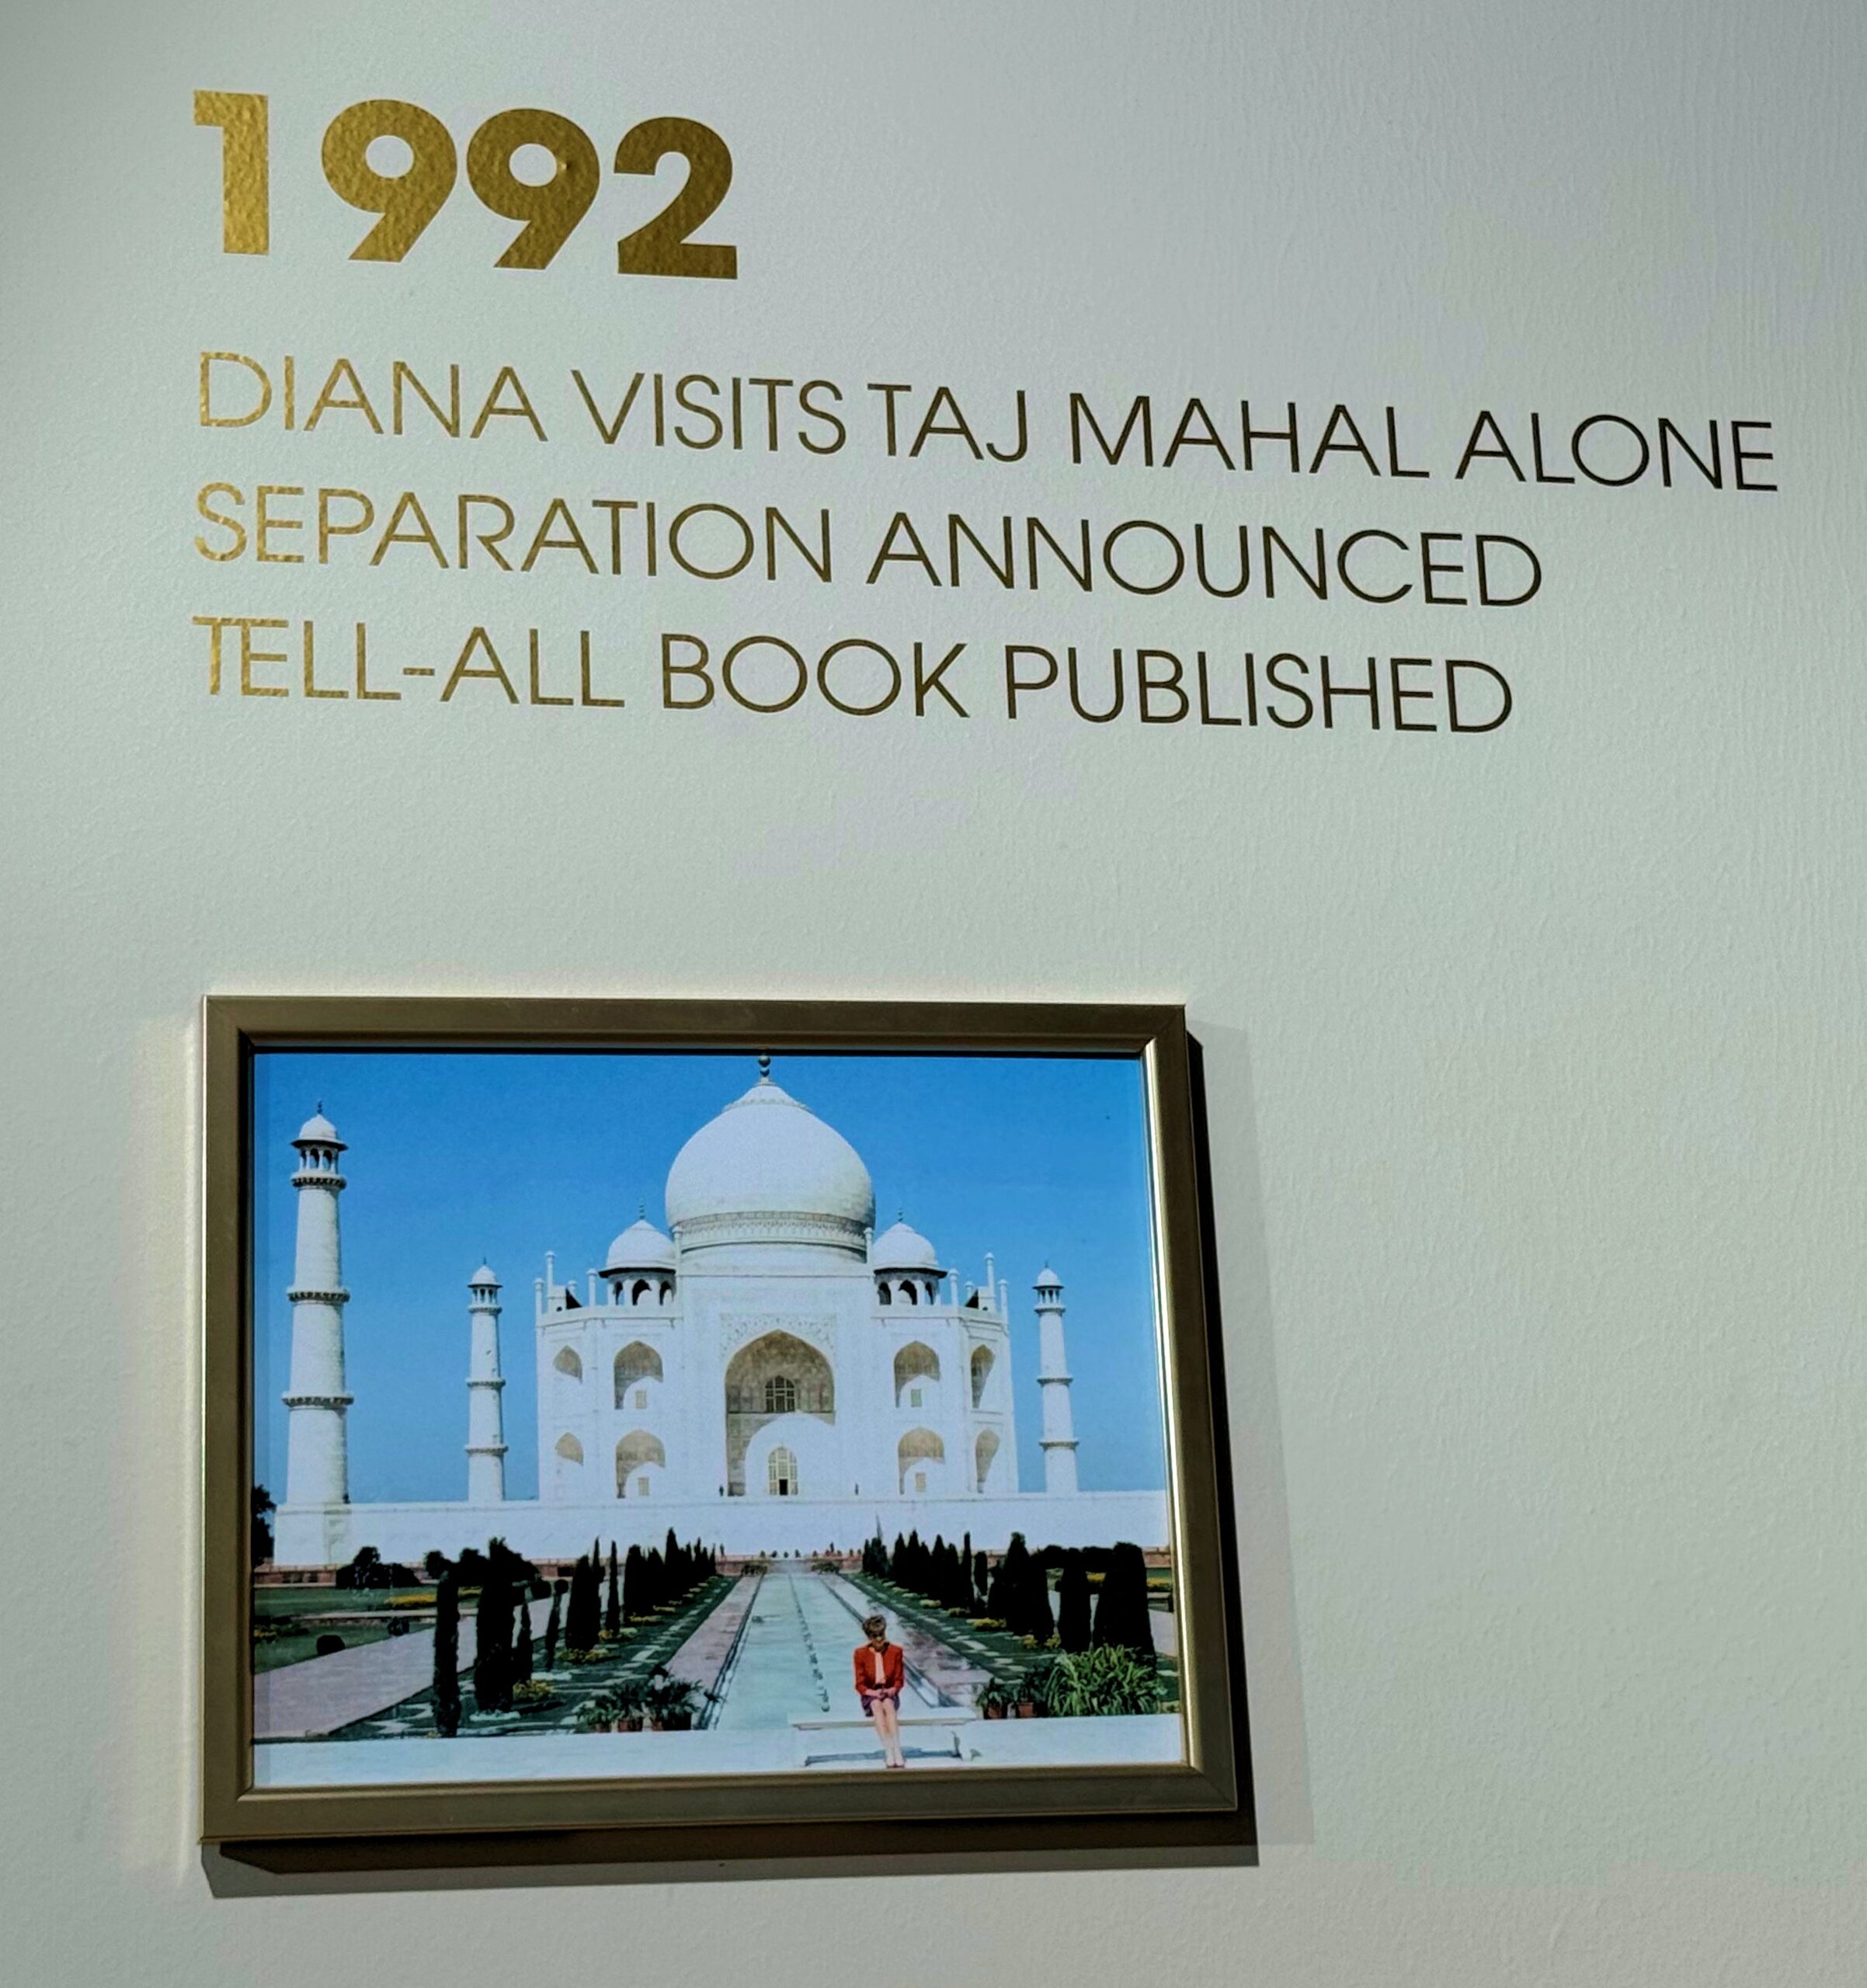 1992
DIANA VISITS TAJ MAHAL ALONE
SEPARATION ANNOUNCED
TELL-ALL BOOK PUBLISHED